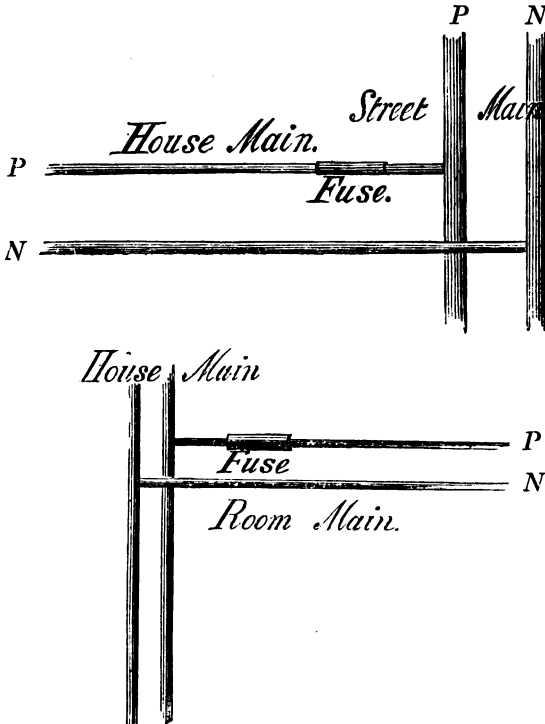 P N
Street Main
House Main.
P
Fuse.
N
House Main
P
Fuse
N
Room Main.